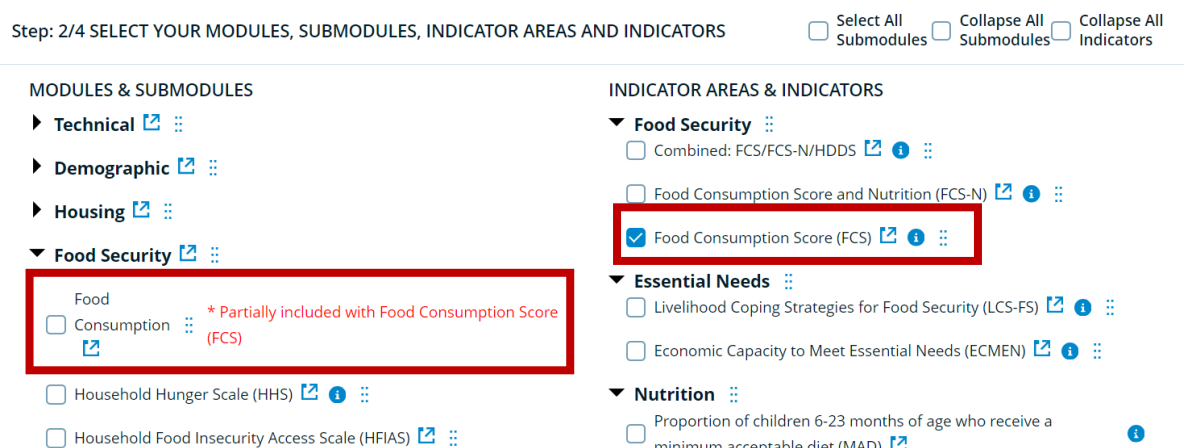 Step: 2/4 SELECT YOUR MODULES, SUBMODULES, INDICATOR AREAS AND INDICATORS
Select All Submodules
Collapse All Submodules
Collapse All Indicators
MODULES & SUBMODULES
Technical
Demographic
Housing
Food Security
Food
Consumption
* Partially included with Food Consumption Score
(FCS)
Household Hunger Scale (HHS)
Household Food Insecurity Access Scale (HFIAS)
INDICATOR AREAS & INDICATORS
Food Security
Combined: FCS/FCS-N/HDDS
Food Consumption Score and Nutrition (FCS-N)
Food Consumption Score (FCS)
Essential Needs
Livelihood Coping Strategies for Food Security (LCS-FS)
Economic Capacity to Meet Essential Needs (ECMEN)
Nutrition
Proportion of children 6-23 months of age who receive a
minimum acceptable diet (MAD)